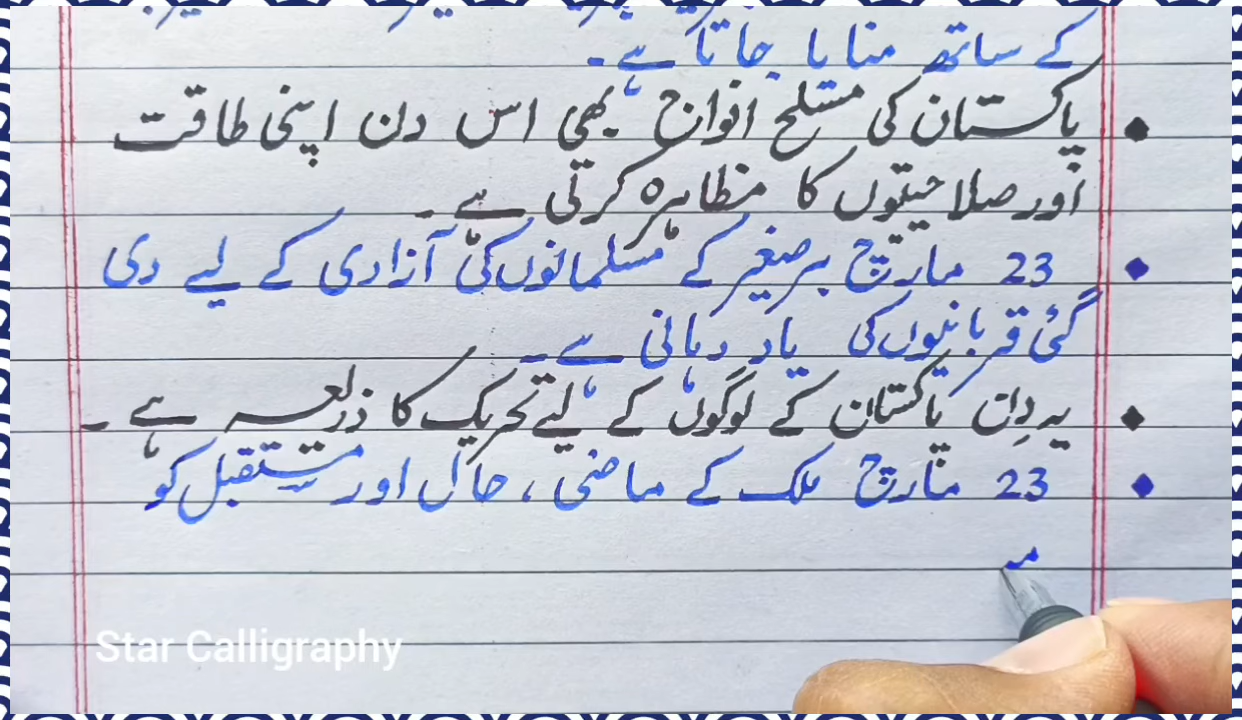 کے ساتھ منایا جاتا ہے۔
پاکستان کی مسلح افواج بھی اس دن اپنی طاقت
اور صلاحیتوں کا مظاہرہ کرتی ہے۔
23 مارچ برصغیر کے مسلمانوں کی آزادی کے لیے دی
گئی قربانیوں کی یاد دہانی ہے۔
یہ دِن پاکستان کے لوگوں کے لیے تحریک کا ذریعہ ہے۔
23 مارچ ملک کے ماضی، حال اور مستقبل کو
Star Calligraphy